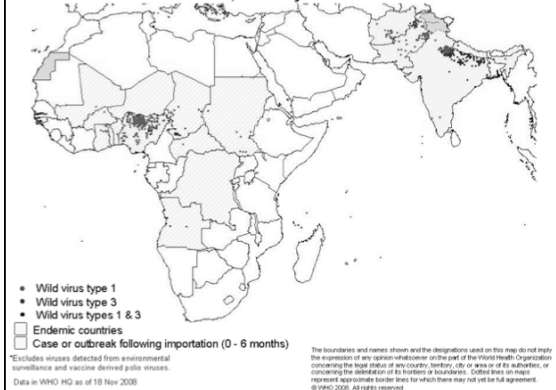 Wild virus type 1
Wild virus type 3
Wild virus types 1 & 3
Endemic countries
Case or outbreak following importation (0 - 6 months)
*Excludes viruses detected from environmental
surveillance and vaccine derived polio viruses.
Data in WHO HQ as of 18 Nov 2008
The boundaries and names shown and the designations used on this map do not imply
the expression of any opinion whatsoever on the part of the World Health Organization
concerning the legal status of any country, territory, city or area or of its authorities, or
concerning the delimitation of its frontiers or boundaries. Dotted lines on maps
represent approximate border lines for which there may not yet be full agreement.
© WHO 2008. All rights reserved